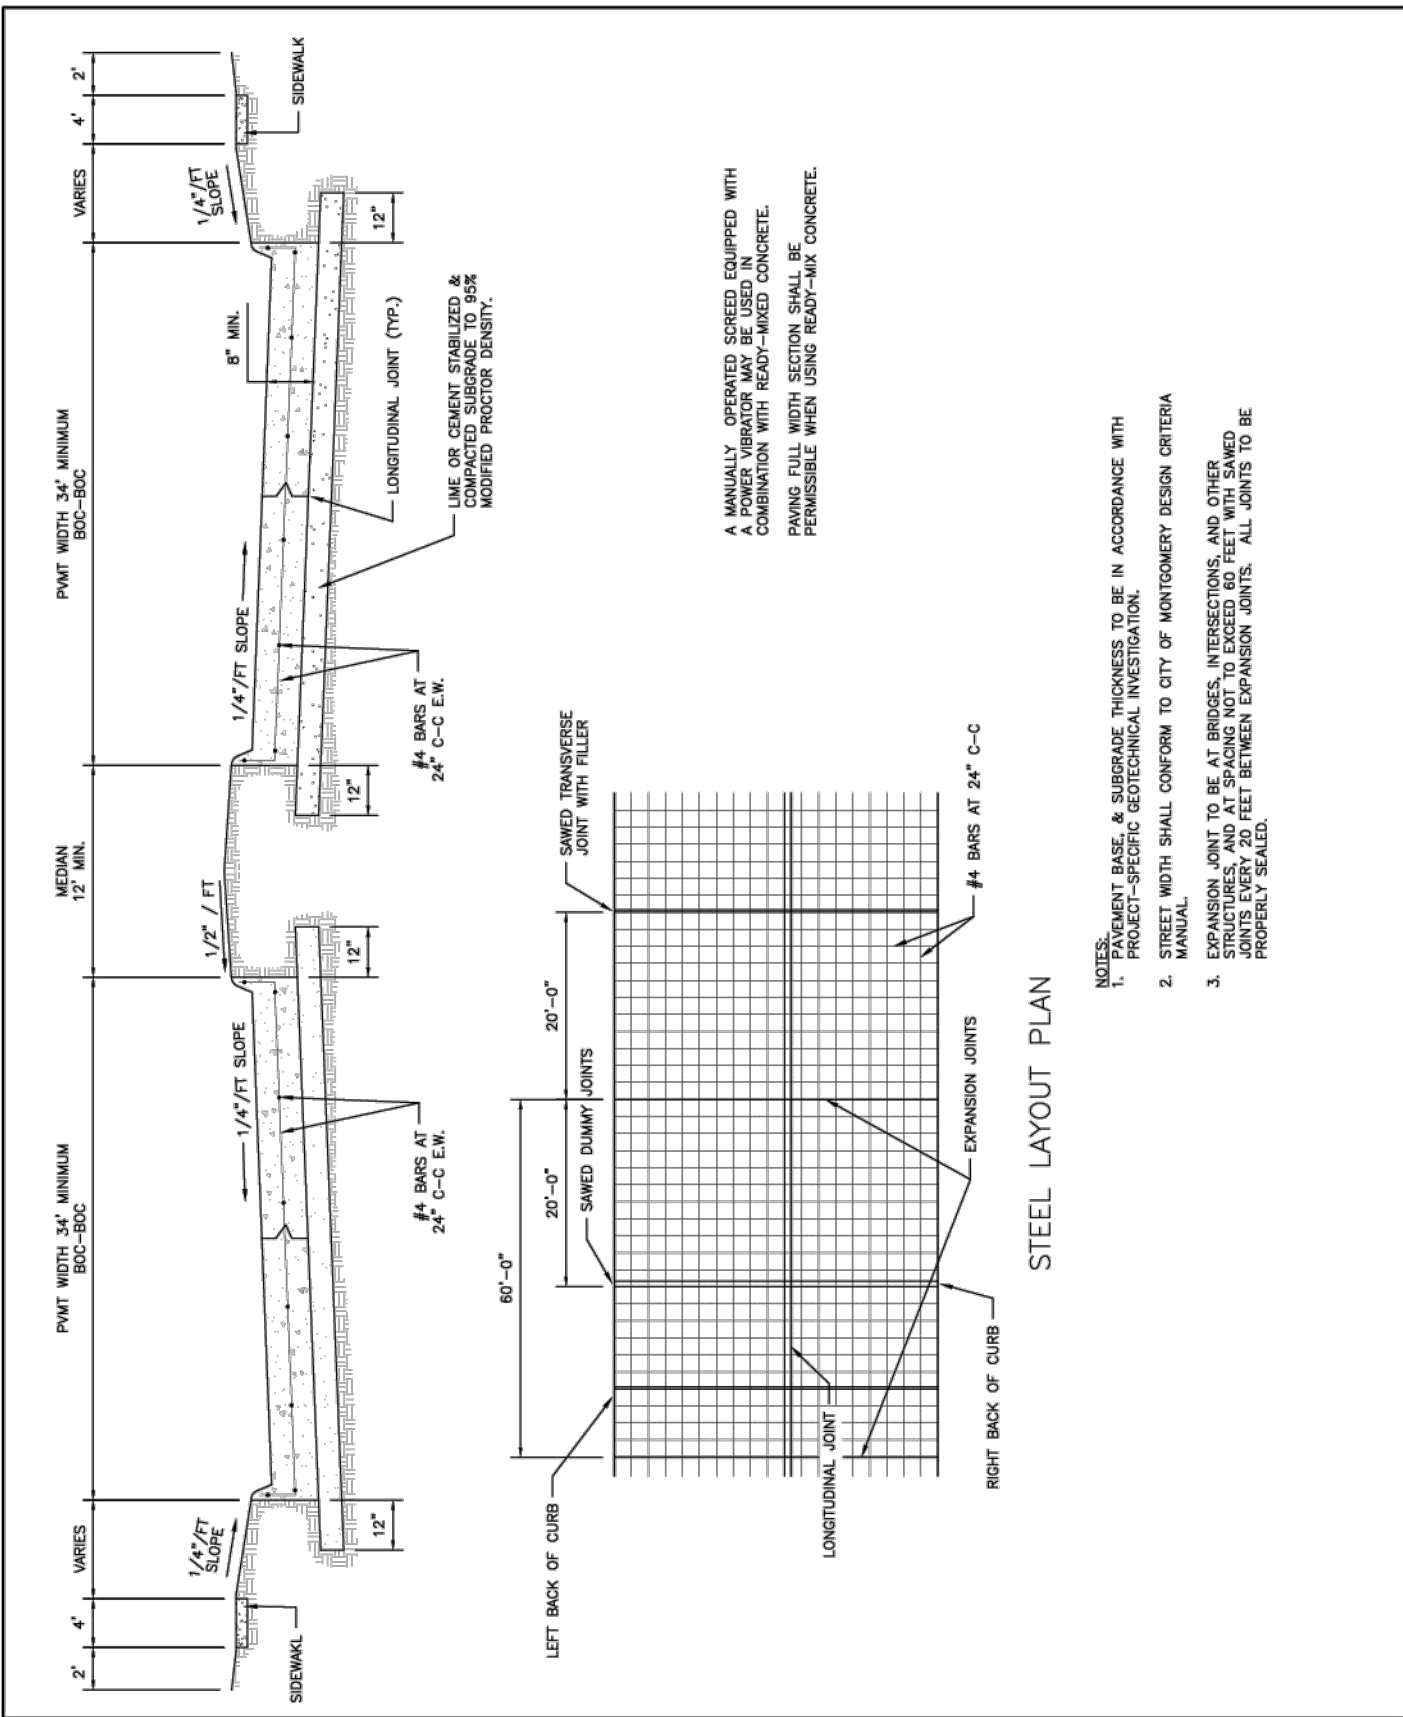 2'
4'
VARIES
PVMT WIDTH 34' MINIMUM
BOC-BOC
MEDIAN
12' MIN.
PVMT WIDTH 34' MINIMUM
BOC-BOC
VARIES
4'
2'
SIDEWAKL
1/4"/FT
SLOPE
12"
1/4"/FT SLOPE
#4 BARS AT
24" C-C E.W.
1/2" / FT
12"
12"
1/4"/FT SLOPE
#4 BARS AT
24" C-C E.W.
8" MIN.
LONGITUDINAL JOINT (TYP.)
LIME OR CEMENT STABILIZED &
COMPACTED SUBGRADE TO 95%
MODIFIED PROCTOR DENSITY.
1/4"/FT
SLOPE
12"
SIDEWALK
LEFT BACK OF CURB
60'-0"
20'-0"
20'-0"
SAWED DUMMY JOINTS
SAWED TRANSVERSE
JOINT WITH FILLER
LONGITUDINAL JOINT
RIGHT BACK OF CURB
EXPANSION JOINTS
#4 BARS AT 24" C-C
STEEL LAYOUT PLAN
A MANUALLY OPERATED SCREED EQUIPPED WITH
A POWER VIBRATOR MAY BE USED IN
COMBINATION WITH READY-MIXED CONCRETE.
PAVING FULL WIDTH SECTION SHALL BE
PERMISSIBLE WHEN USING READY-MIX CONCRETE.
NOTES:
1. PAVEMENT BASE, & SUBGRADE THICKNESS TO BE IN ACCORDANCE WITH
PROJECT-SPECIFIC GEOTECHNICAL INVESTIGATION.
2. STREET WIDTH SHALL CONFORM TO CITY OF MONTGOMERY DESIGN CRITERIA
MANUAL.
3. EXPANSION JOINT TO BE AT BRIDGES, INTERSECTIONS, AND OTHER
STRUCTURES, AND AT SPACING NOT TO EXCEED 60 FEET WITH SAWED
JOINTS EVERY 20 FEET BETWEEN EXPANSION JOINTS. ALL JOINTS TO BE
PROPERLY SEALED.